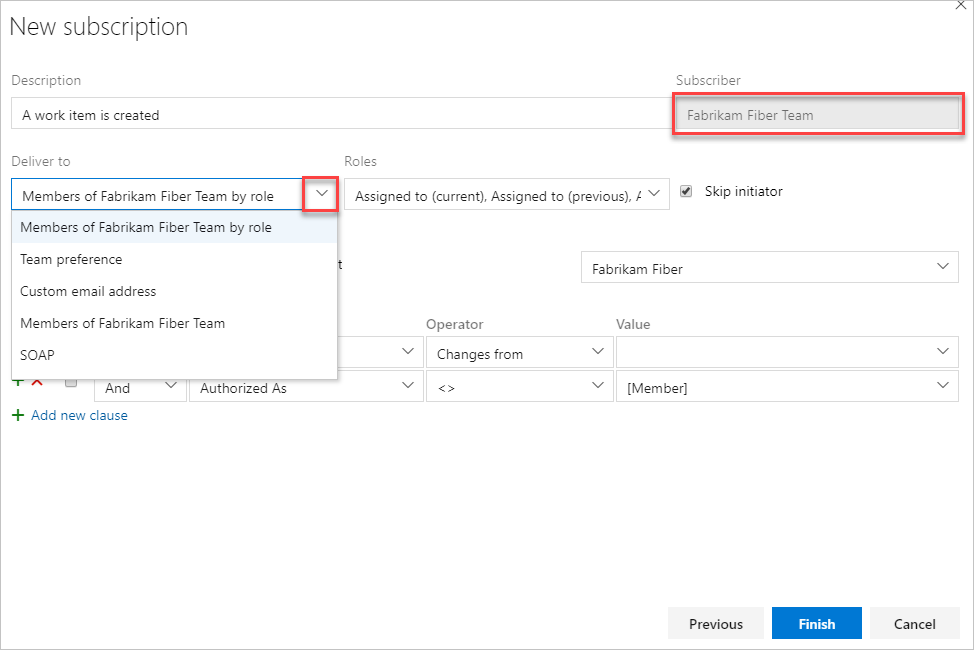 New subscription
Description Subscriber
A work item is created Fabrikam Fiber Team
Deliver to Roles
Members of Fabrikam Fiber Team by role Assigned to (current), Assigned to (previous), Skip initiator
Members of Fabrikam Fiber Team by role
Team preference
Fabrikam Fiber
Custom email address
Members of Fabrikam Fiber Team Operator Value
SOAP Changes from
And Authorized As <> [Member]
+ Add new clause
Previous Finish Cancel